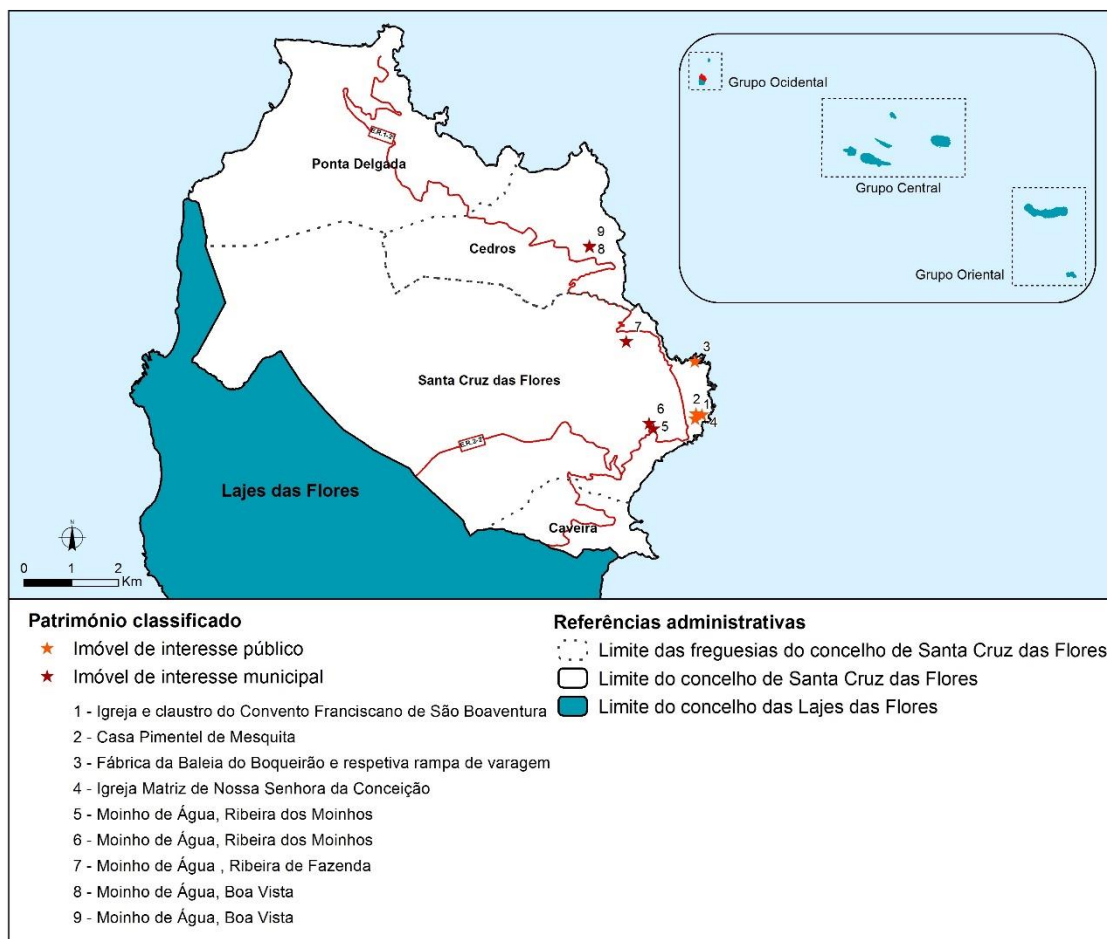 Grupo Ocidental
Grupo Central
Grupo Oriental
E.R.1-2
Ponta Delgada
Cedros
9
8
7
3
Santa Cruz das Flores
2
1
4
6
5
E.R.2-2
Lajes das Flores
Caveira
N
0 1 2
Km
Património classificado
Imóvel de interesse público
Imóvel de interesse municipal
1 - Igreja e claustro do Convento Franciscano de São Boaventura
2 - Casa Pimentel de Mesquita
3 - Fábrica da Baleia do Boqueirão e respetiva rampa de varagem
4 - Igreja Matriz de Nossa Senhora da Conceição
5 - Moinho de Água, Ribeira dos Moinhos
6 - Moinho de Água, Ribeira dos Moinhos
7 - Moinho de Água , Ribeira de Fazenda
8 - Moinho de Água, Boa Vista
9 - Moinho de Água, Boa Vista
Referências administrativas
Limite das freguesias do concelho de Santa Cruz das Flores
Limite do concelho de Santa Cruz das Flores
Limite do concelho das Lajes das Flores